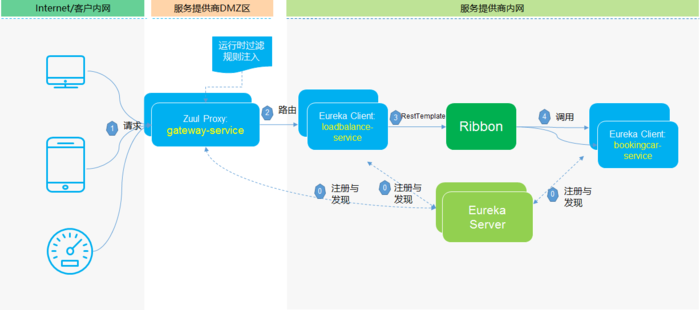 Internet/客户内网
服务提供商DMZ区
服务提供商内网
运行时过滤
规则注入
1
请求
Zuul Proxy:
gateway-service
2
路由
Eureka Client:
loadbalance-
service
3
RestTemplate
Ribbon
4
调用
Eureka Client:
bookingcar-
service
0
注册与
发现
0
注册与
发现
0
注册与
发现
Eureka
Server